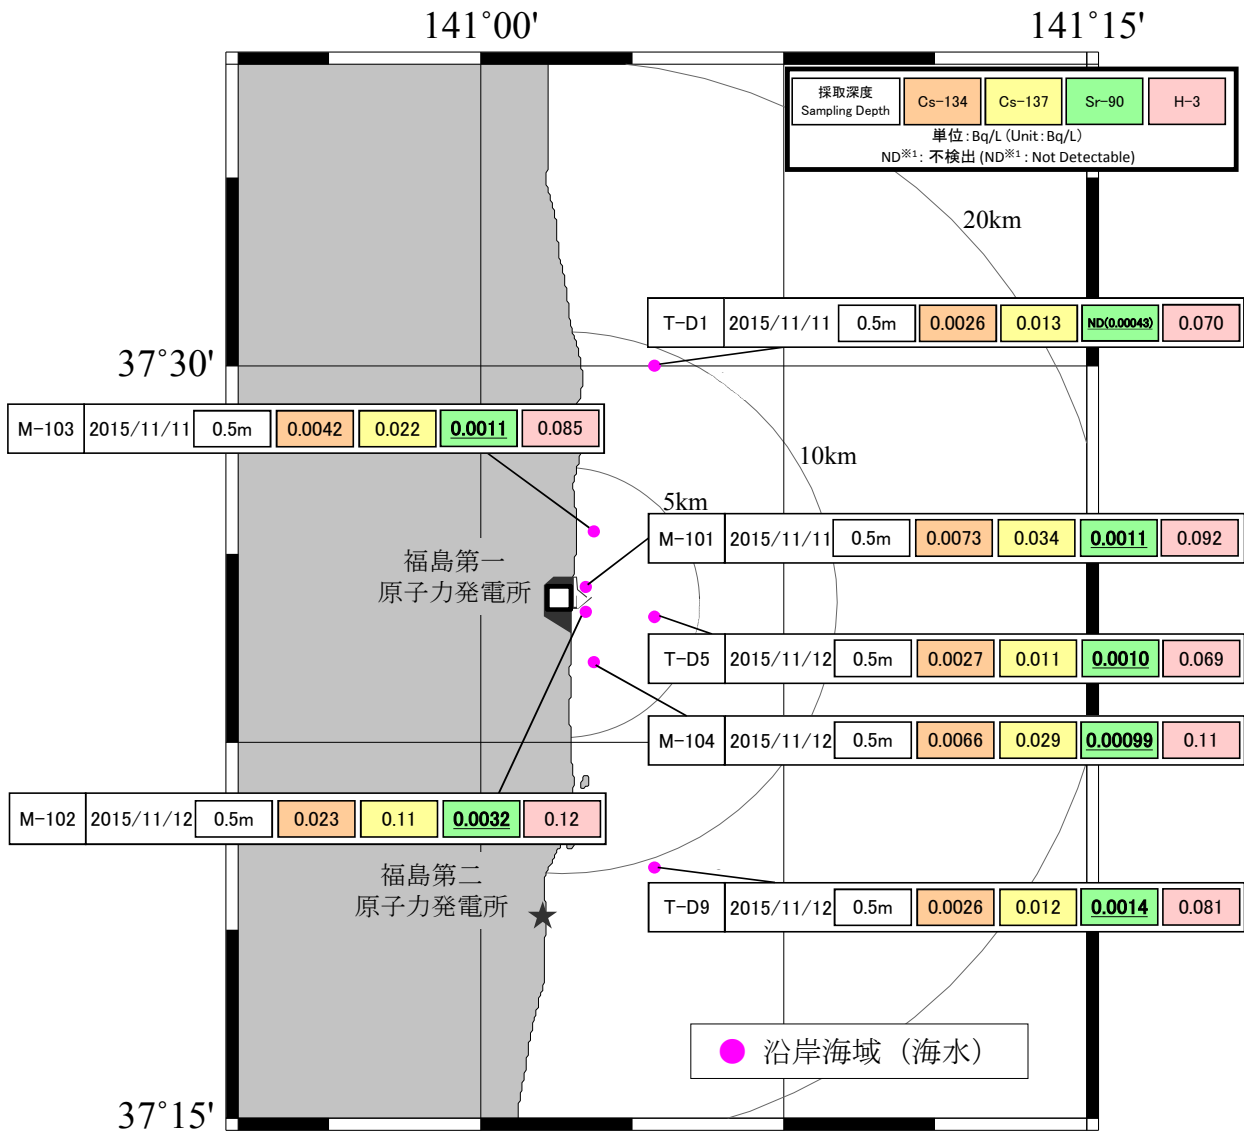 141°00'
141°15'
採取深度
Sampling Depth
Cs-134
Cs-137
Sr-90
H-3
単位:Bq/L (Unit:Bq/L)
ND※1: 不検出 (ND※1: Not Detectable)
20km
T-D1 2015/11/11 0.5m 0.0026 0.013 ND(0.00043) 0.070
37°30'
M-103 2015/11/11 0.5m 0.0042 0.022 0.0011 0.085
10km
5km
M-101 2015/11/11 0.5m 0.0073 0.034 0.0011 0.092
福島第一
原子力発電所
T-D5 2015/11/12 0.5m 0.0027 0.011 0.0010 0.069
M-104 2015/11/12 0.5m 0.0066 0.029 0.00099 0.11
M-102 2015/11/12 0.5m 0.023 0.11 0.0032 0.12
福島第二
原子力発電所
T-D9 2015/11/12 0.5m 0.0026 0.012 0.0014 0.081
沿岸海域（海水）
37°15'